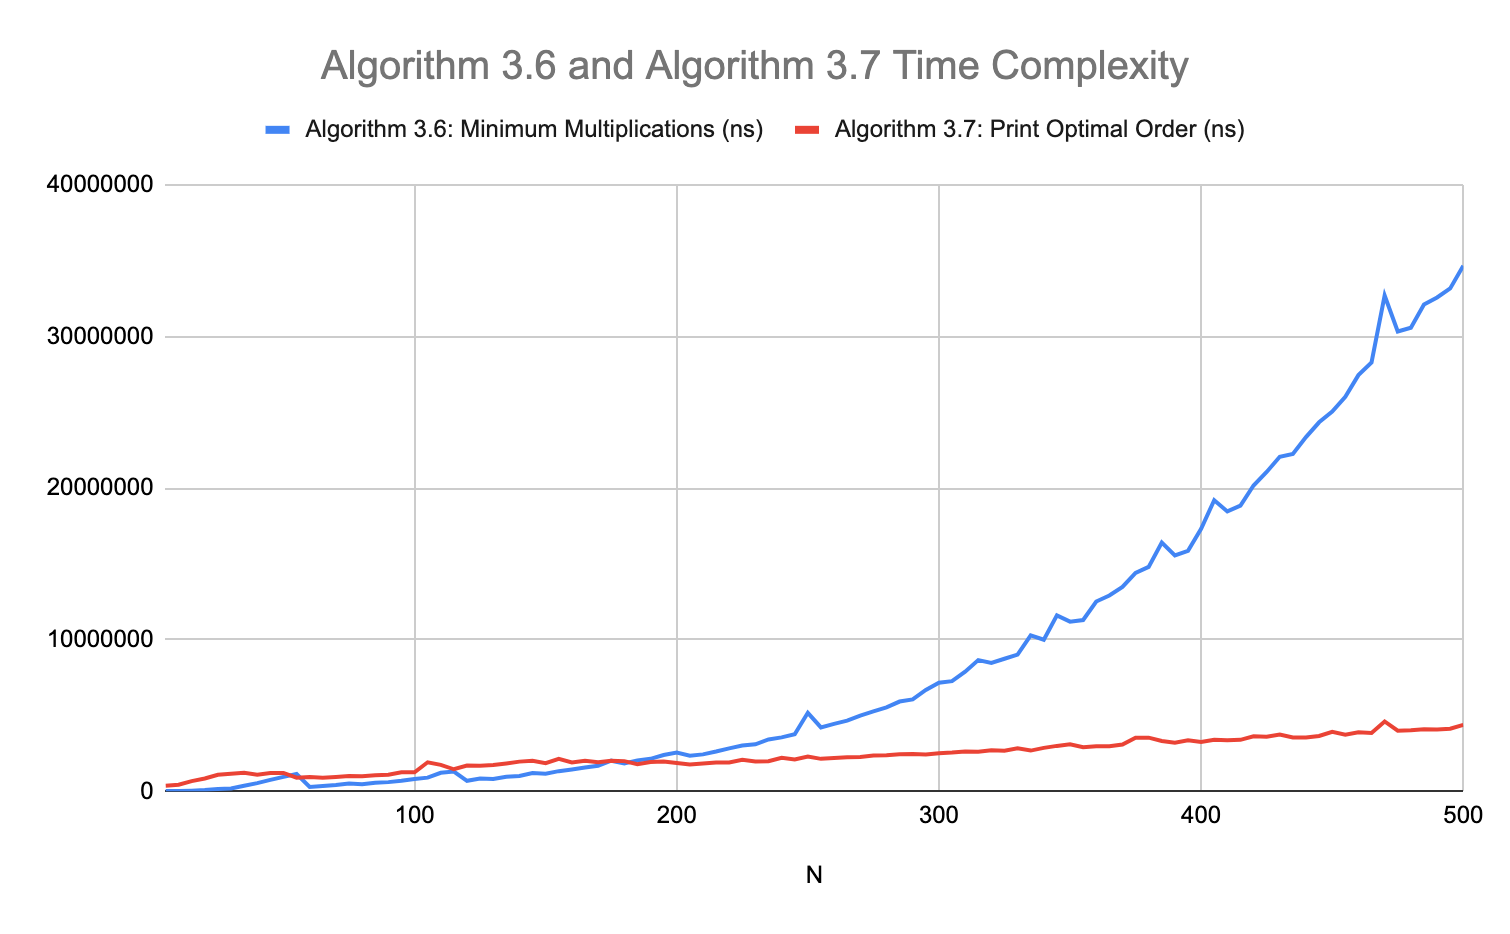 Algorithm 3.6 and Algorithm 3.7 Time Complexity
Algorithm 3.6: Minimum Multiplications (ns) Algorithm 3.7: Print Optimal Order (ns)
40000000
30000000
20000000
10000000
0
100 200 300 400 500
N